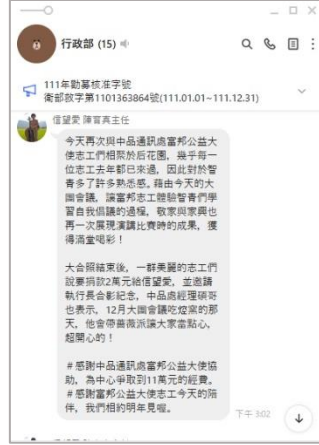 行政部 (15)
111年勸募核准字號
衛部救字第1101363864號(111.01.01~111.12.31)
信望愛 陳官真主任
今天再次與中品通訊處富邦公益大
使志工們相聚於后花園，幾乎每一
位志工去年都已來過，因此對於智
青多了許多熟悉感。藉由今天的大
團會議，讓富邦志工體驗智青們學
習自我倡議的過程，敬家與家興也
再一次展現演講比賽時的成果，獲
得滿堂喝彩！
大合照結束後，一群美麗的志工們
說要捐款2萬元給信望愛，並邀請
執行長合影紀念，中品處經理碩哥
也表示，12月大團會議吃焢窯的那
天，他會帶薔薇派讓大家當點心，
超開心的！
＃感謝中品通訊處富邦公益大使協
助，為中心爭取到11萬元的經費。
＃感謝富邦公益大使志工今天的陪
伴，我們相約明年見喔。
下午 3:02